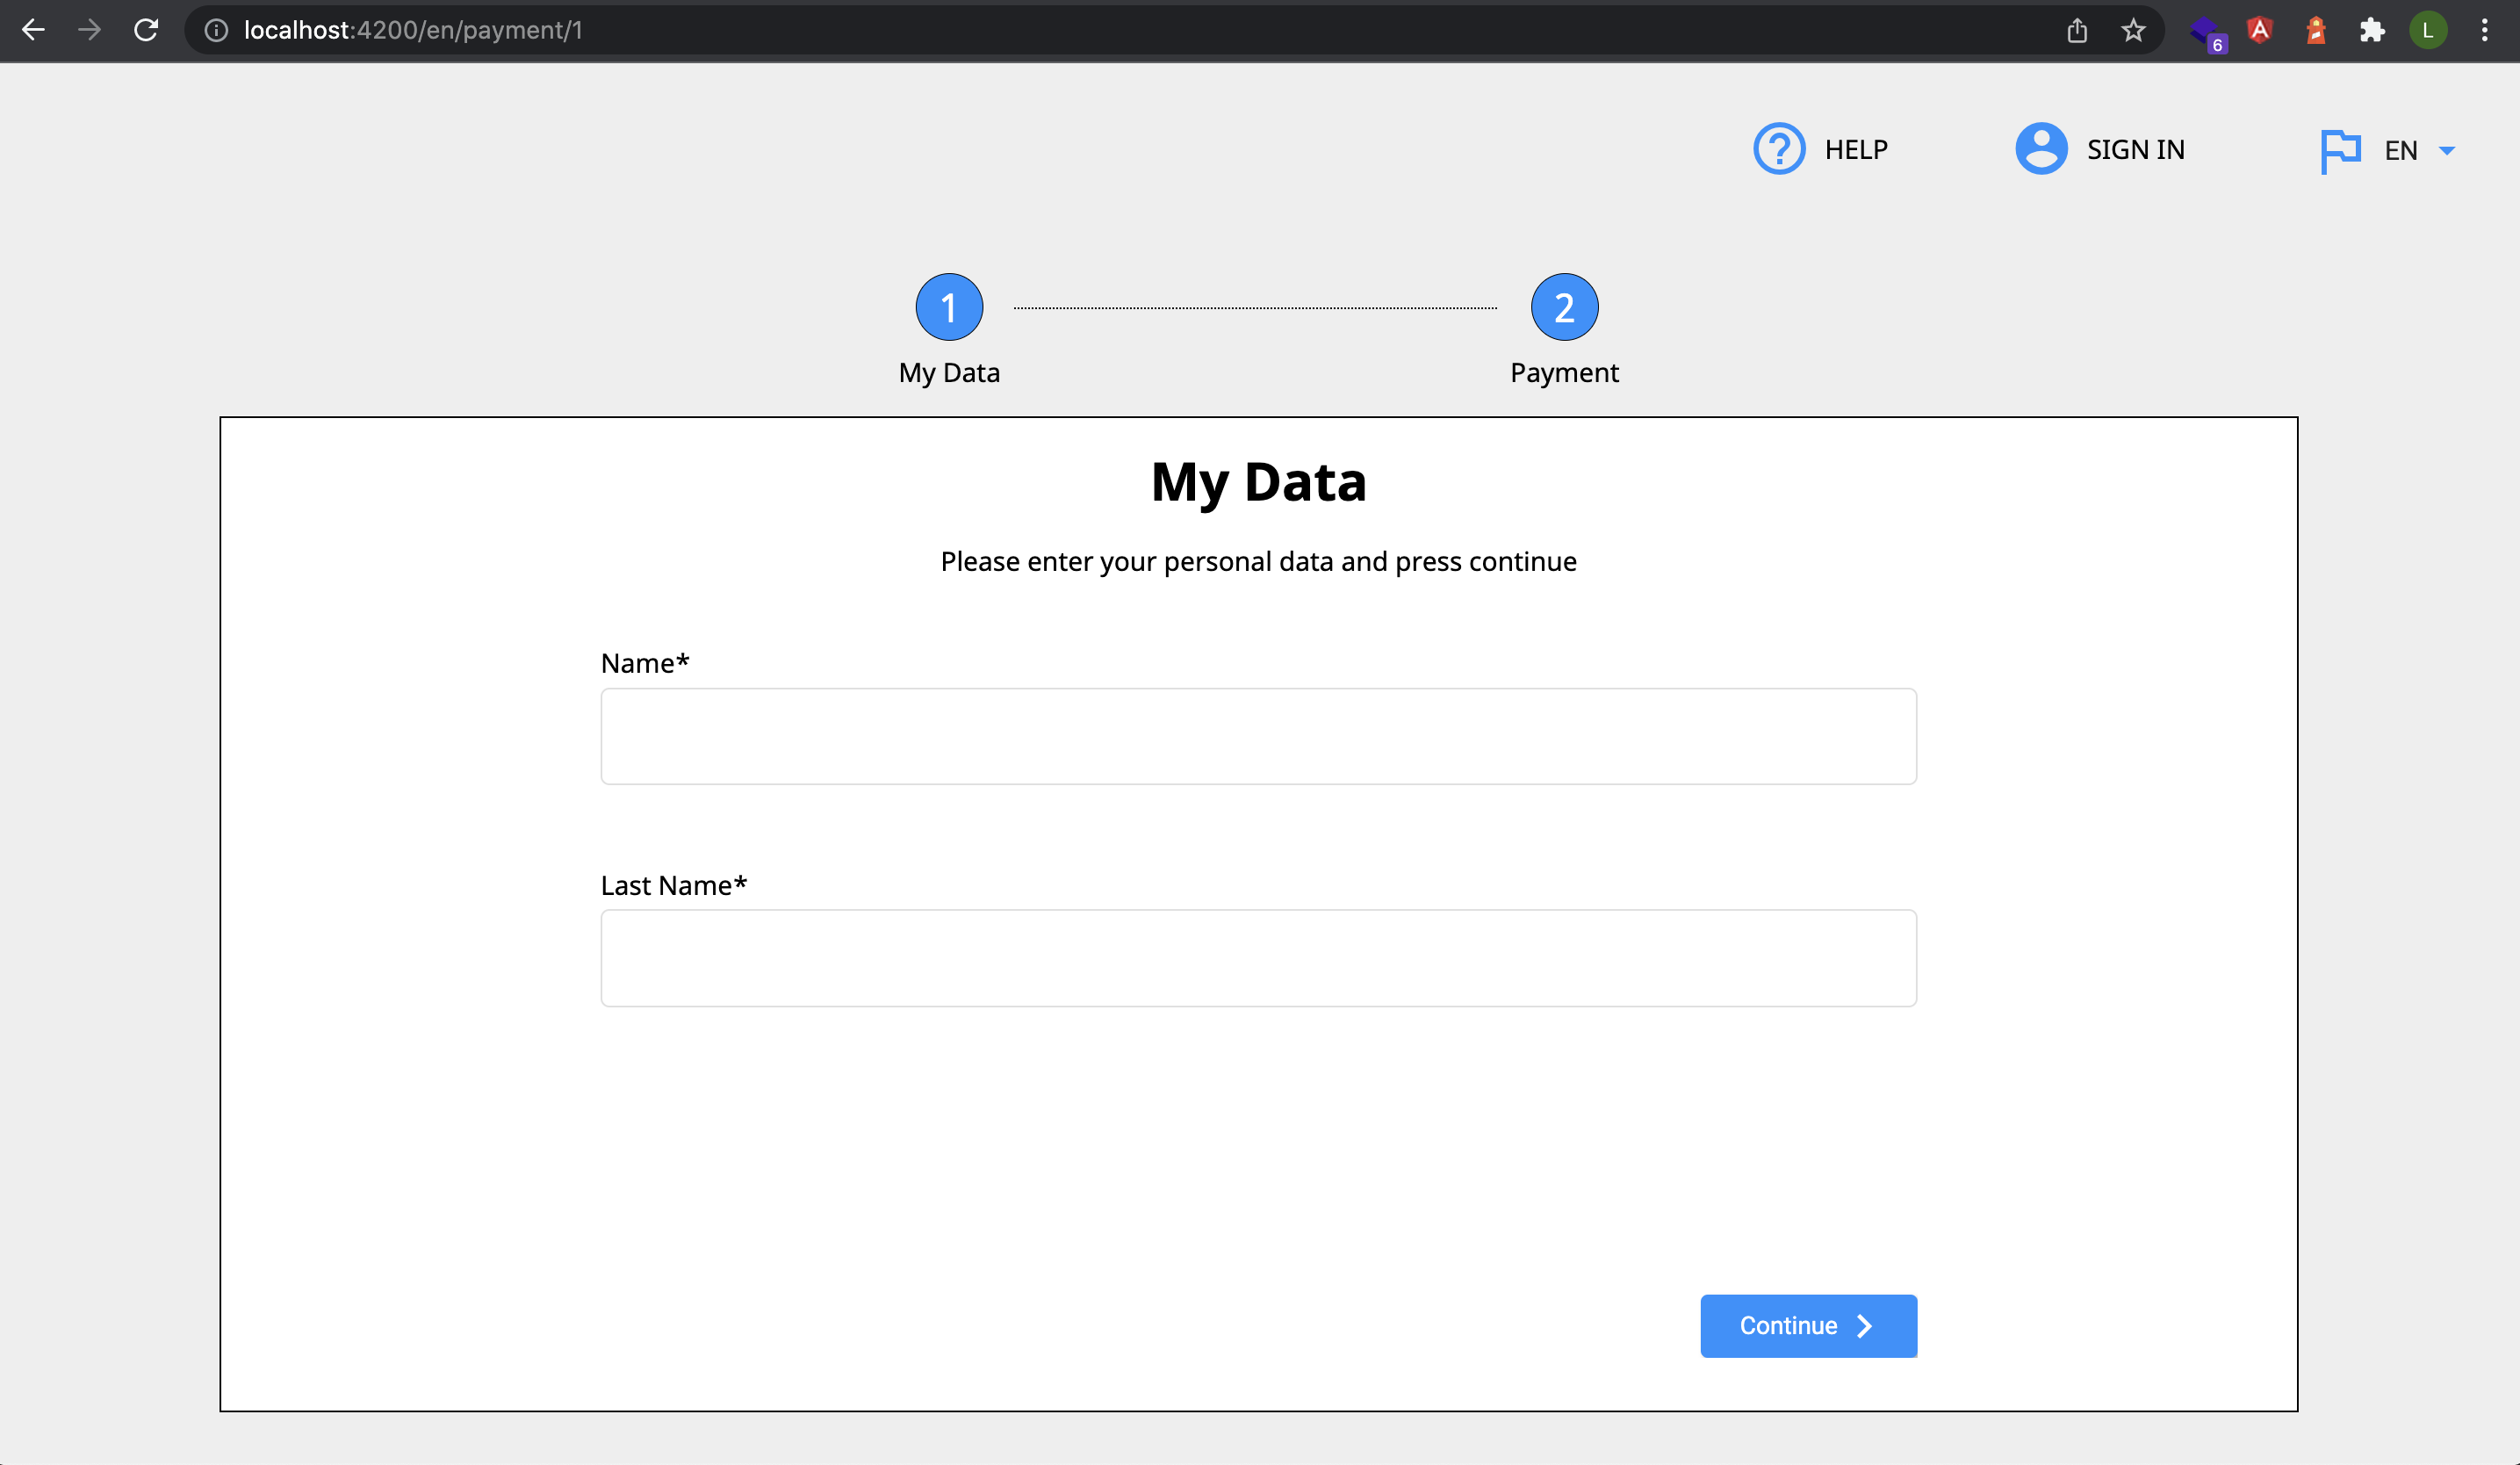 localhost:4200/en/payment/1
6
L
HELP
SIGN IN
EN
1
2
My Data
Payment
My Data
Please enter your personal data and press continue
Name*
Last Name*
Continue